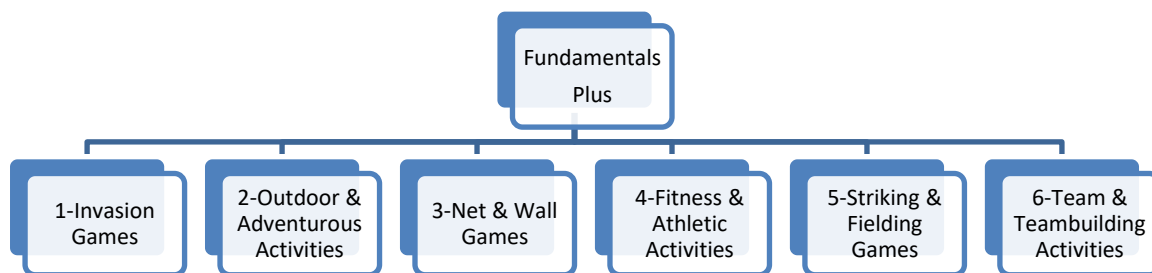 Fundamentals
Plus
1-Invasion
Games
2-Outdoor &
Adventurous
Activities
3-Net & Wall
Games
4-Fitness &
Athletic
Activities
5-Striking &
Fielding
Games
6-Team &
Teambuilding
Activities